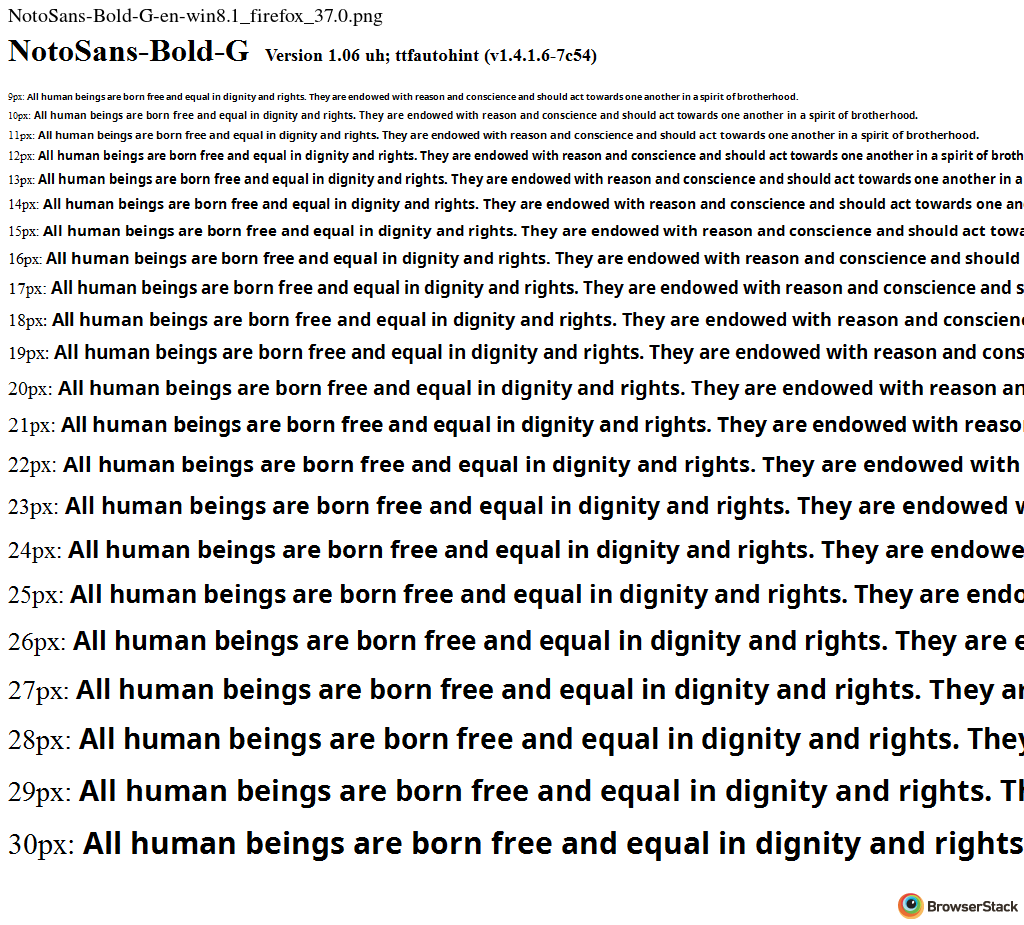 NotoSans-Bold-G-en-win8.1_firefox_37.0.png
NotoSans-Bold-G Version 1.06 uh; ttfautohint (v1.4.1.6-7c54)
9px: All human beings are born free and equal in dignity and rights. They are endowed with reason and conscience and should act towards one another in a spirit of brotherhood.
10px: All human beings are born free and equal in dignity and rights. They are endowed with reason and conscience and should act towards one another in a spirit of brotherhood.
11px: All human beings are born free and equal in dignity and rights. They are endowed with reason and conscience and should act towards one another in a spirit of brotherhood.
12px: All human beings are born free and equal in dignity and rights. They are endowed with reason and conscience and should act towards one another in a spirit of broth
13px: All human beings are born free and equal in dignity and rights. They are endowed with reason and conscience and should act towards one another in a
14px: All human beings are born free and equal in dignity and rights. They are endowed with reason and conscience and should act towards one an
15px: All human beings are born free and equal in dignity and rights. They are endowed with reason and conscience and should act towa
16px: All human beings are born free and equal in dignity and rights. They are endowed with reason and conscience and should
17px: All human beings are born free and equal in dignity and rights. They are endowed with reason and conscience and s
18px: All human beings are born free and equal in dignity and rights. They are endowed with reason and conscien
19px: All human beings are born free and equal in dignity and rights. They are endowed with reason and cons
20px: All human beings are born free and equal in dignity and rights. They are endowed with reason an
21px: All human beings are born free and equal in dignity and rights. They are endowed with reaso
22px: All human beings are born free and equal in dignity and rights. They are endowed with
23px: All human beings are born free and equal in dignity and rights. They are endowed w
24px: All human beings are born free and equal in dignity and rights. They are endowe
25px: All human beings are born free and equal in dignity and rights. They are endo
26px: All human beings are born free and equal in dignity and rights. They are e
27px: All human beings are born free and equal in dignity and rights. They ar
28px: All human beings are born free and equal in dignity and rights. They
29px: All human beings are born free and equal in dignity and rights. Th
30px: All human beings are born free and equal in dignity and rights
BrowserStack